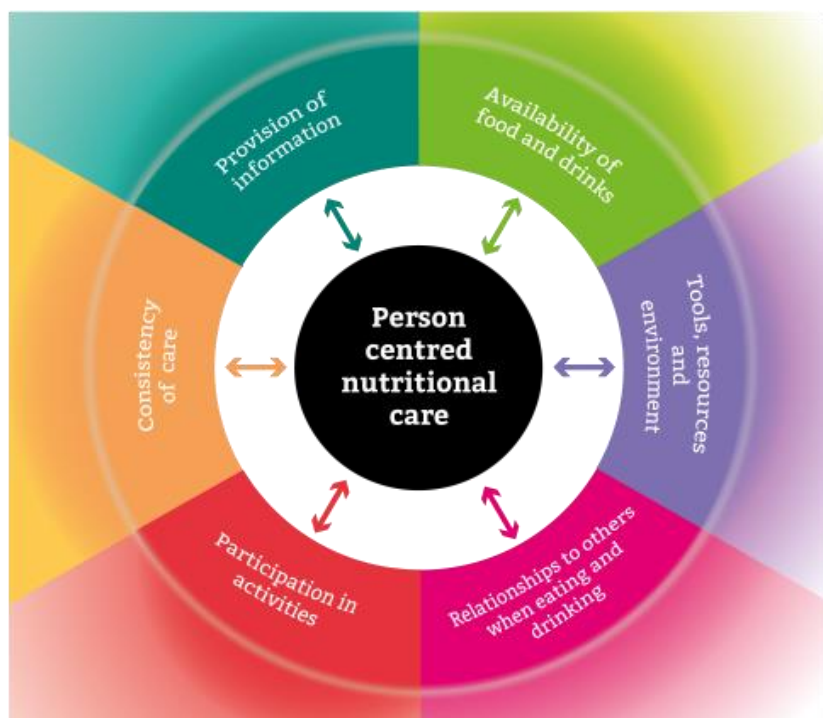 Provision of
information
Availability of
food and drinks
Tools, resources
and
environment
Relationships to others
when eating and
drinking
Participation in
activities
Consistency
of care
Person
centred
nutritional
care